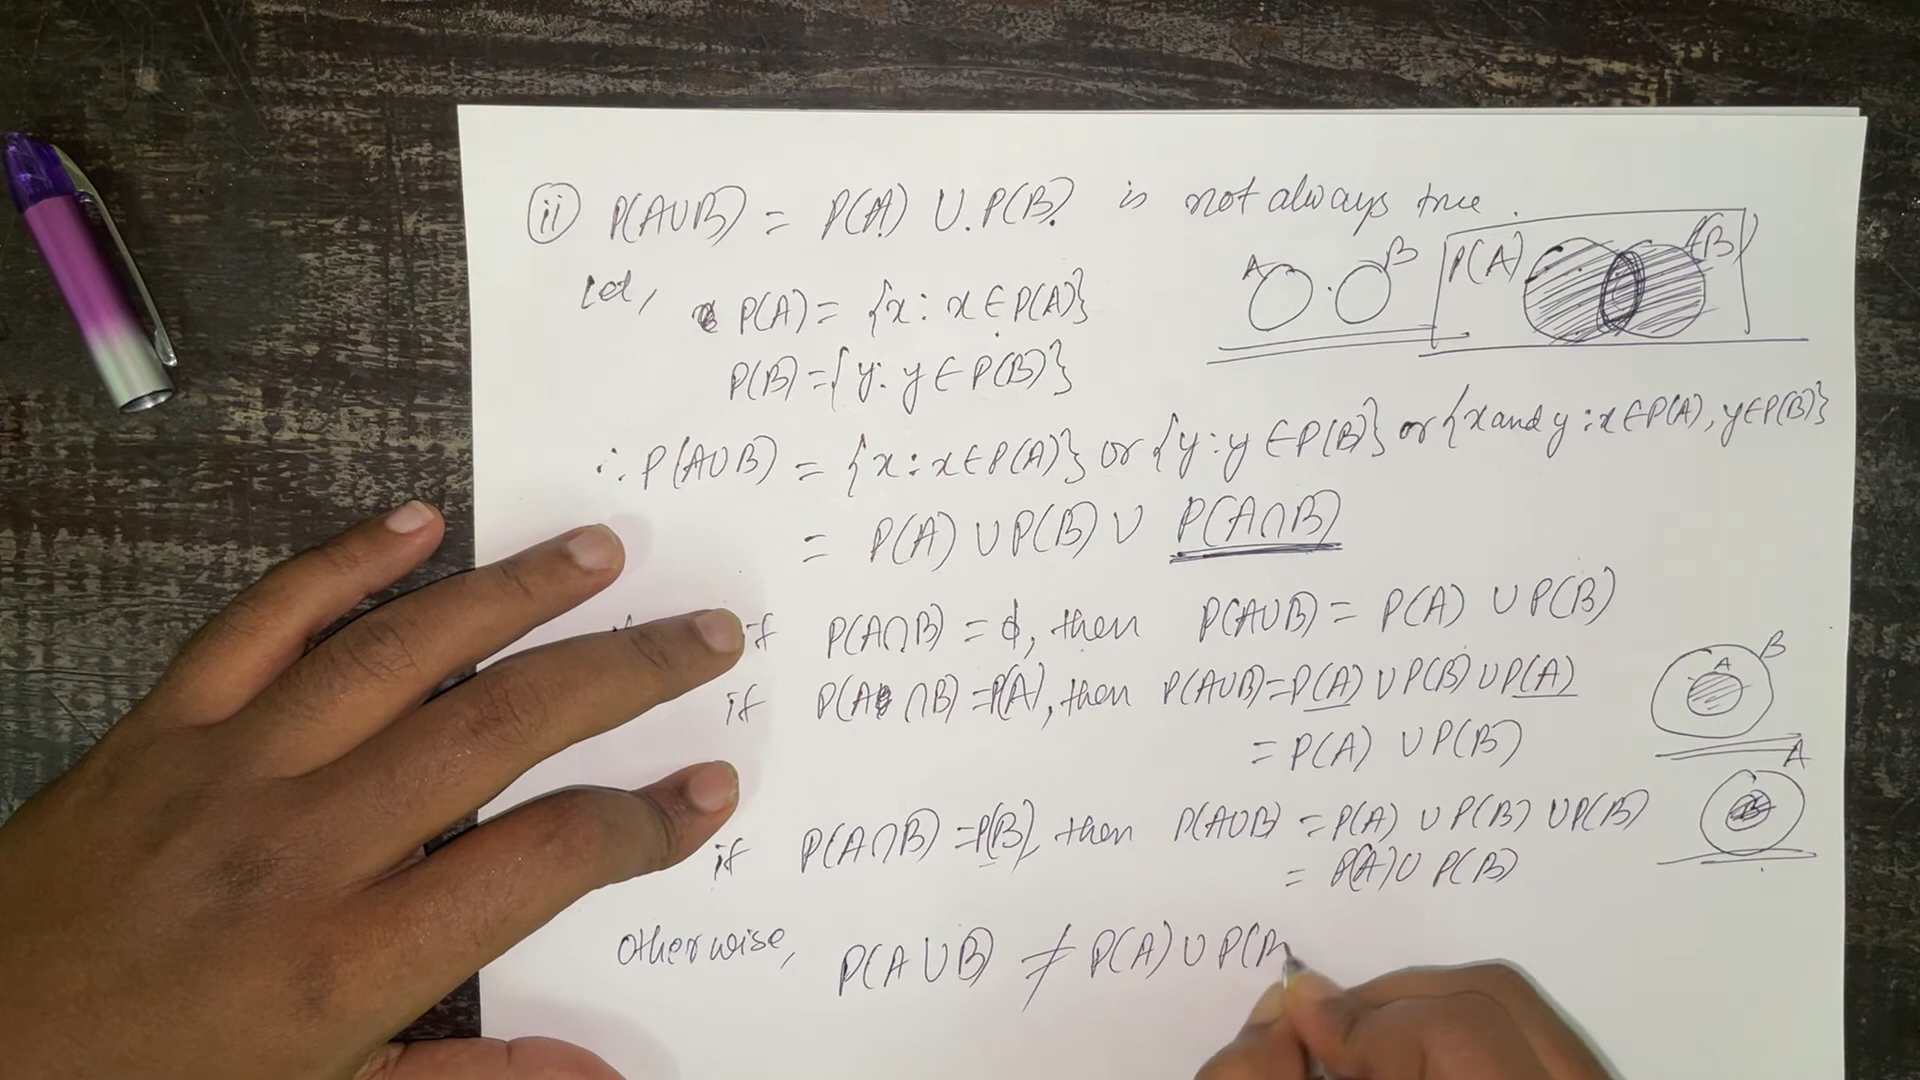 (ii) P(A∪B) = P(A) ∪ P(B) is not always true.
A B P(A) (B)
Let, P(A) = {x : x ∈ P(A)}
P(B) = {y : y ∈ P(B)}
∴ P(A∪B) = {x : x ∈ P(A)} or {y : y ∈ P(B)} or {x and y : x ∈ P(A), y ∈ P(B)}
= P(A) ∪ P(B) ∪ P(A∩B)
if P(A∩B) = ϕ, then P(A∪B) = P(A) ∪ P(B)
if P(A∩B) = P(A), then P(A∪B) = P(A) ∪ P(B) ∪ P(A)
A B
= P(A) ∪ P(B)
if P(A∩B) = P(B), then P(A∪B) = P(A) ∪ P(B) ∪ P(B)
A
B
= P(A) ∪ P(B)
otherwise, P(A∪B) ≠ P(A) ∪ P(B